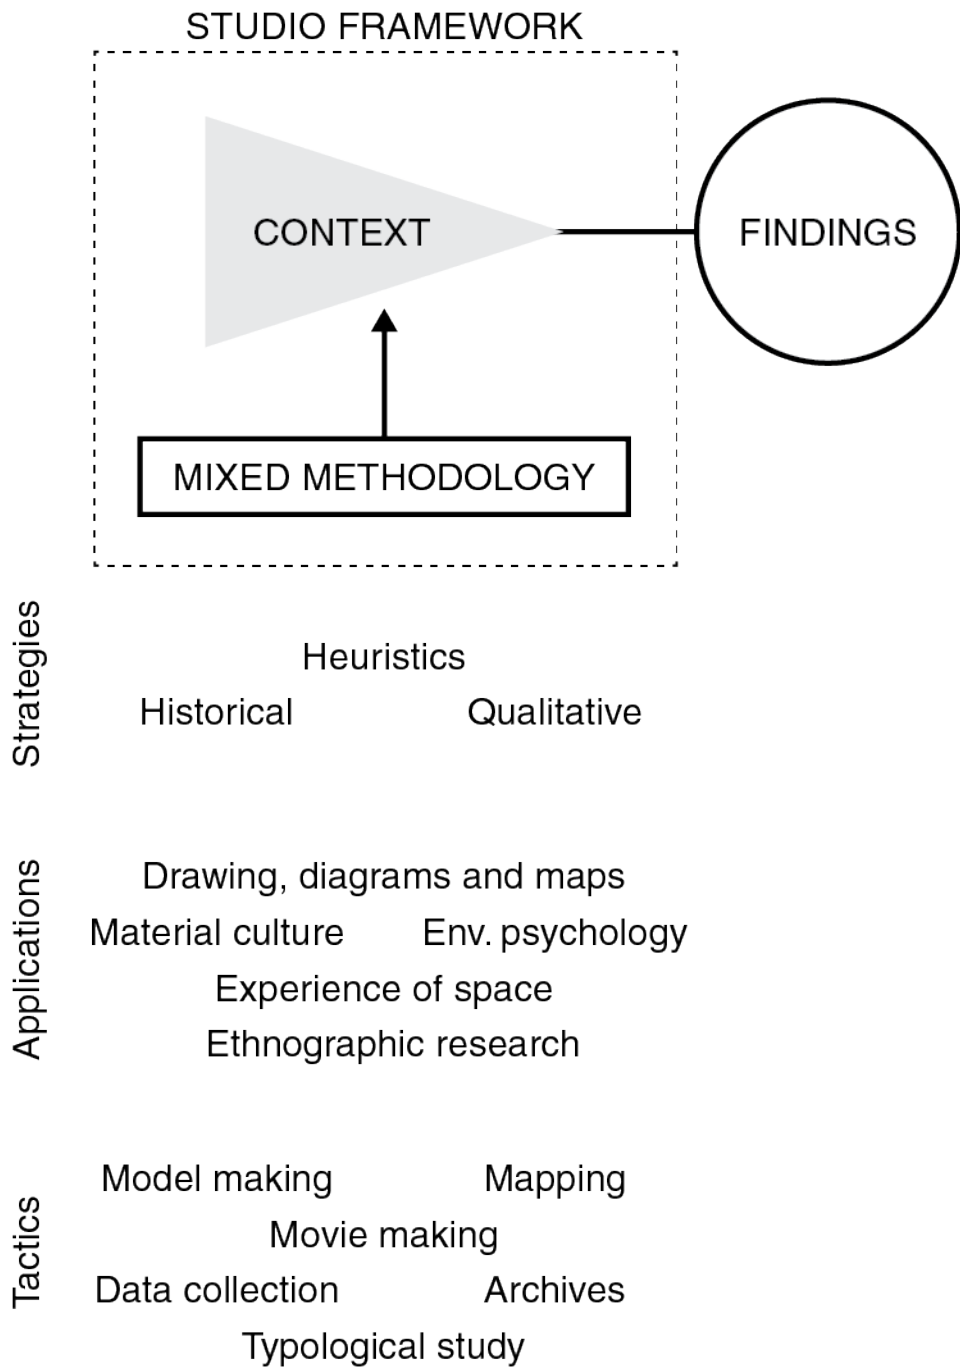 STUDIO FRAMEWORK
CONTEXT
FINDINGS
MIXED METHODOLOGY
Strategies
Heuristics
Historical
Qualitative
Applications
Drawing, diagrams and maps
Material culture
Env. psychology
Experience of space
Ethnographic research
Tactics
Model making
Mapping
Movie making
Data collection
Archives
Typological study